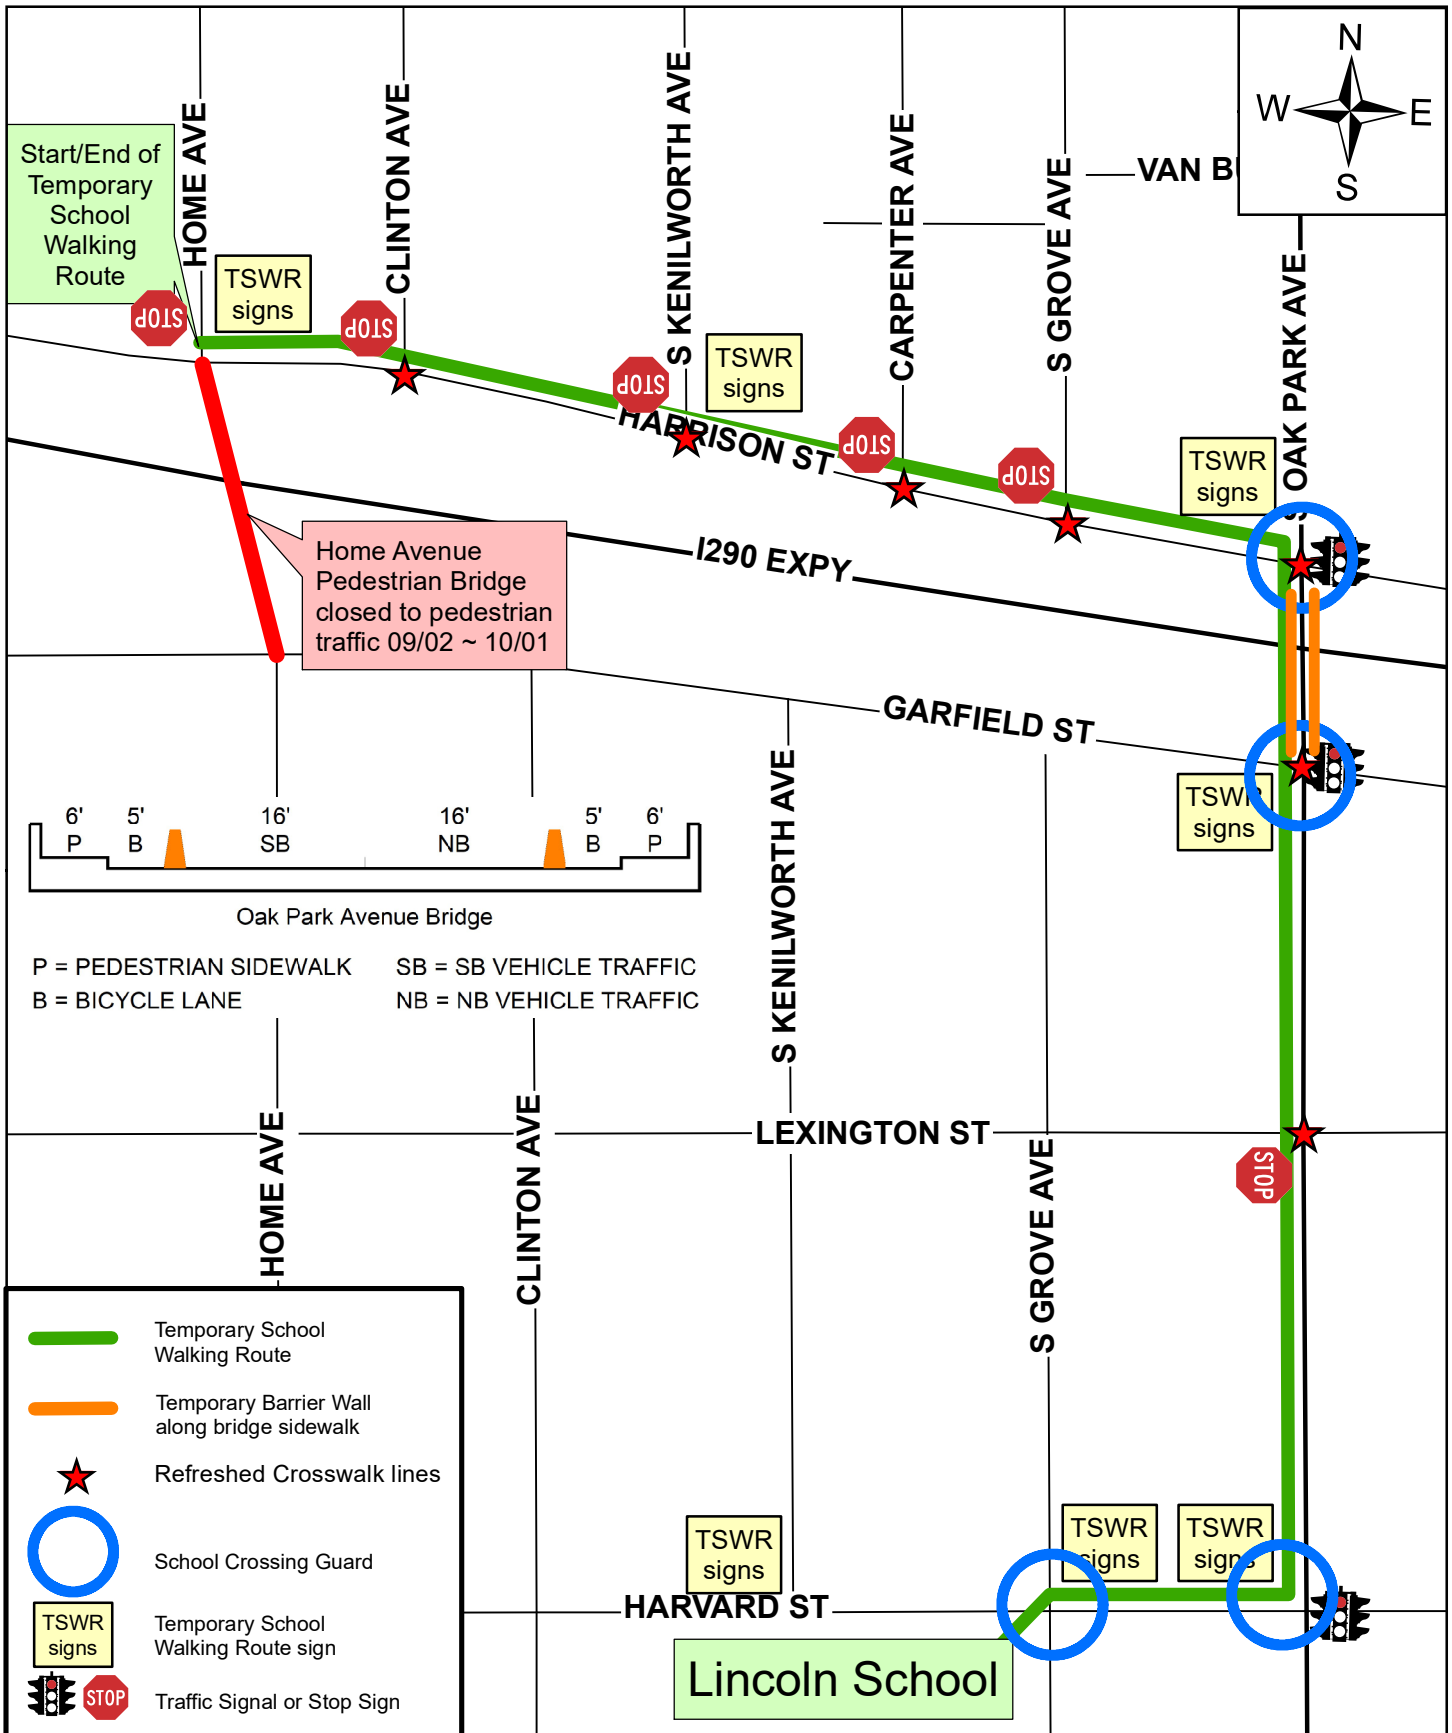 N
W
E
S
HOME AVE
CLINTON AVE
S KENILWORTH AVE
CARPENTER AVE
S GROVE AVE
VAN B
S OAK PARK AVE
Start/End of
Temporary
School
Walking
Route
STOP
TSWR
signs
STOP
STOP
TSWR
signs
HARRISON ST
STOP
STOP
TSWR
signs
I290 EXPY
Home Avenue
Pedestrian Bridge
closed to pedestrian
traffic 09/02 ~ 10/01
GARFIELD ST
TSWR
signs
6' 5' 16' 16' 5' 6'
P B SB NB B P
Oak Park Avenue Bridge
P = PEDESTRIAN SIDEWALK SB = SB VEHICLE TRAFFIC
B = BICYCLE LANE NB = NB VEHICLE TRAFFIC
S KENILWORTH AVE
LEXINGTON ST
HOME AVE
CLINTON AVE
S GROVE AVE
STOP
TSWR
signs
TSWR
signs
TSWR
signs
HARVARD ST
Lincoln School
Temporary School
Walking Route
Temporary Barrier Wall
along bridge sidewalk
Refreshed Crosswalk lines
School Crossing Guard
TSWR
signs
Temporary School
Walking Route sign
STOP
Traffic Signal or Stop Sign